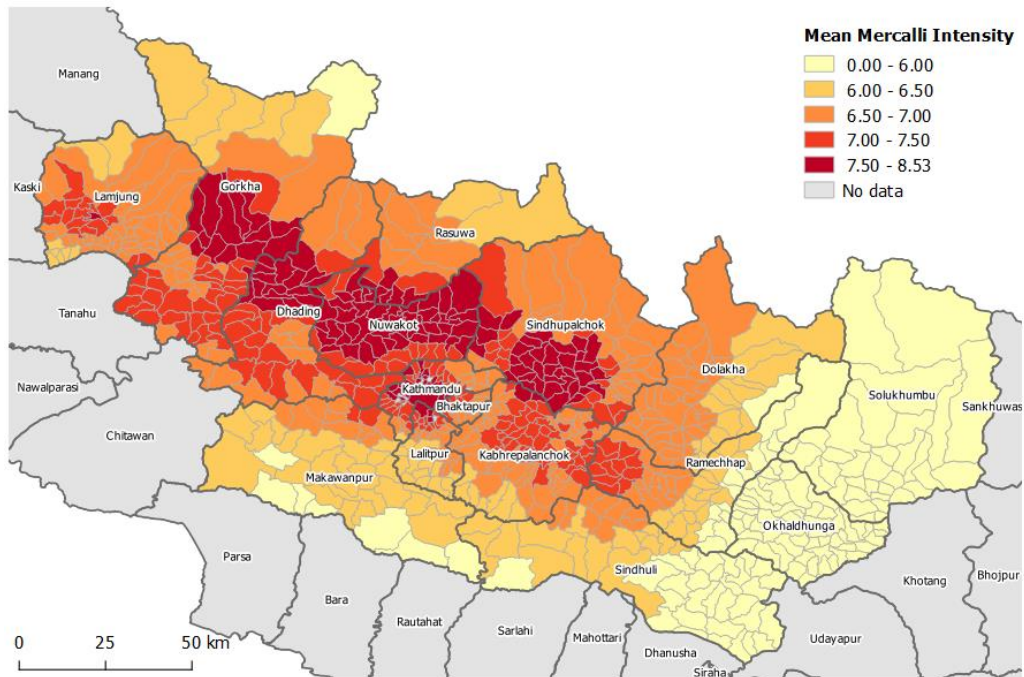 Mean Mercalli Intensity
0.00 - 6.00
6.00 - 6.50
6.50 - 7.00
7.00 - 7.50
7.50 - 8.53
No data
Manang
Kaski
Lamjung
Gorkha
Rasuwa
Tanahu
Dhading
Nuwakot
Sindhupalchok
Dolakha
Nawalparasi
Kathmandu
Bhaktapur
Solukhumbu
Sankhuwas
Chitawan
Lalitpur
Kabhrepalanchok
Ramechhap
Makawanpur
Okhaldhunga
Parsa
Sindhuli
Khotang
Bhojpur
Bara
Rautahat
Sarlahi
Mahottari
Udayapur
Dhanusha
Siraha
0 25 50 km